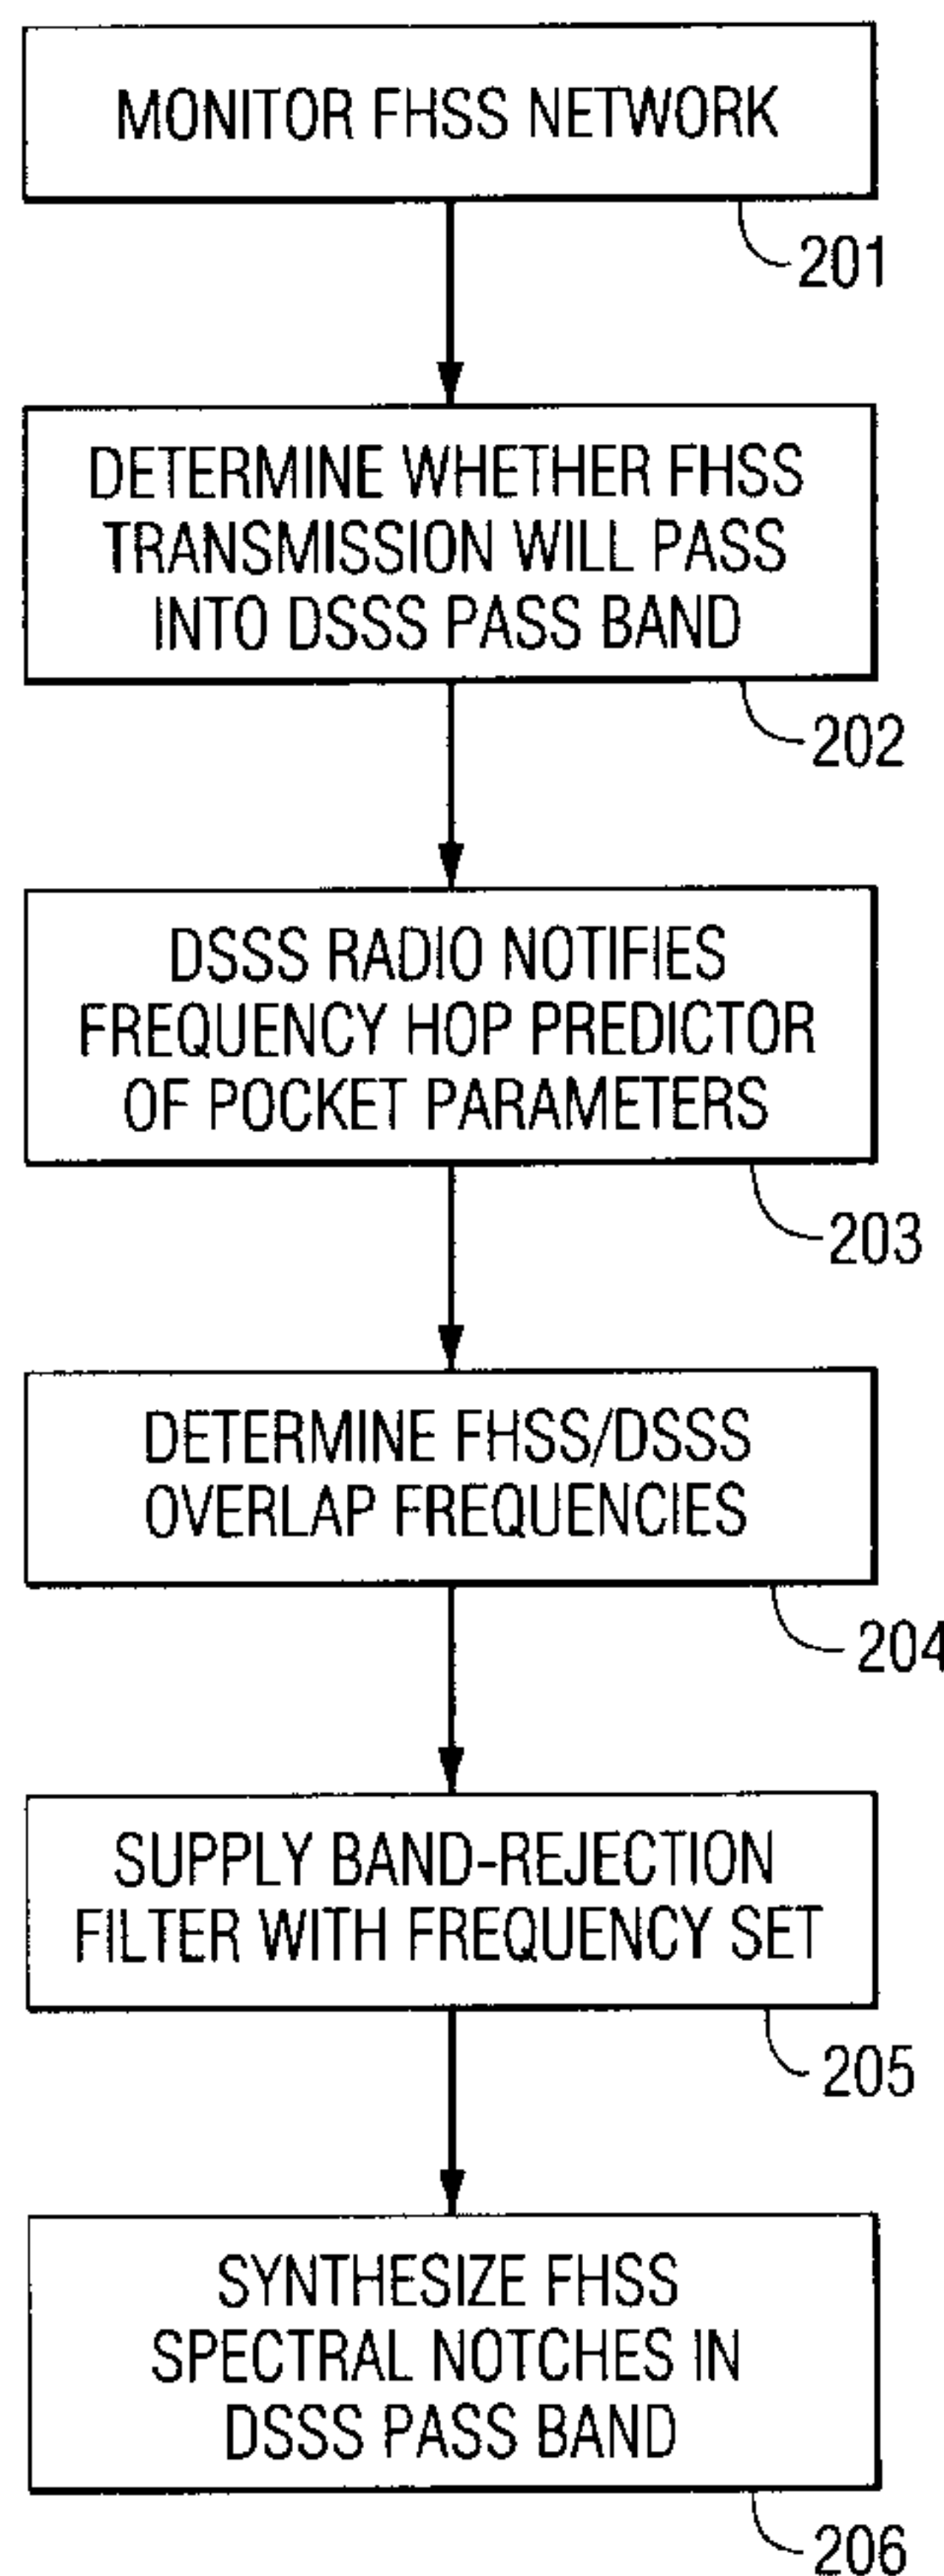 MONITOR FHSS NETWORK
201
DETERMINE WHETHER FHSS
TRANSMISSION WILL PASS
INTO DSSS PASS BAND
202
DSSS RADIO NOTIFIES
FREQUENCY HOP PREDICTOR
OF POCKET PARAMETERS
203
DETERMINE FHSS/DSSS
OVERLAP FREQUENCIES
204
SUPPLY BAND-REJECTION
FILTER WITH FREQUENCY SET
205
SYNTHESIZE FHSS
SPECTRAL NOTCHES IN
DSSS PASS BAND
206